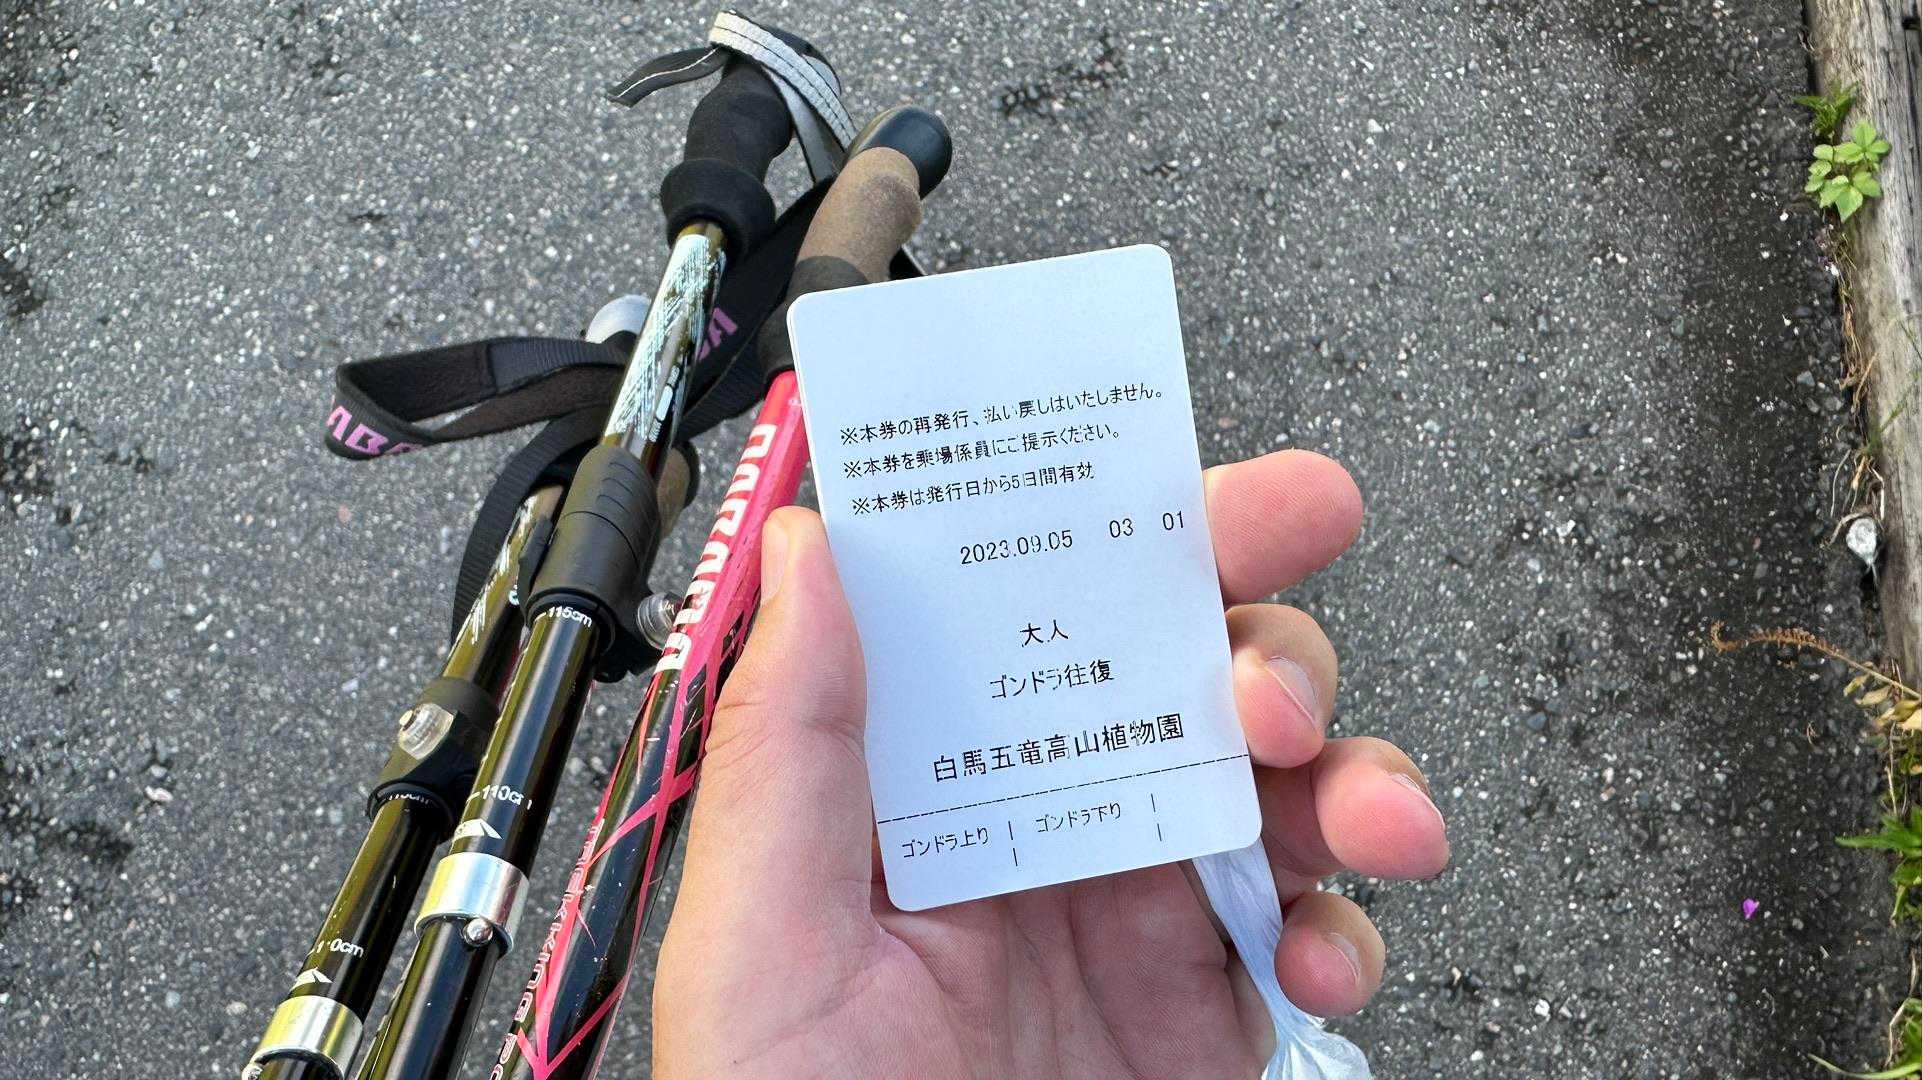 ※本券の再発行、払い戻しはいたしません。
※本券を乗場係員にご提示ください。
※本券は発行日から5日間有効
2023.09.05 03 01
大人
ゴンドラ往復
白馬五竜高山植物園
ゴンドラ上り | ゴンドラ下り |
115cm
110cm